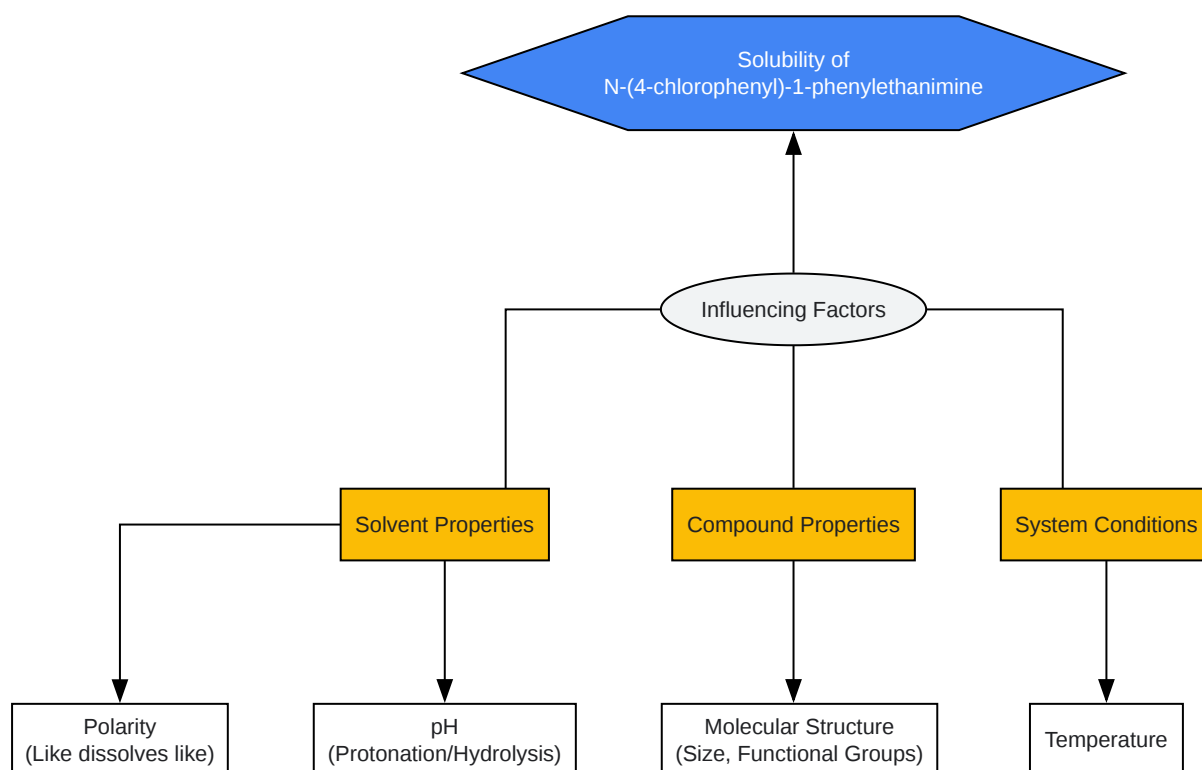 Solubility of
N-(4-chlorophenyl)-1-phenylethanimine
Influencing Factors
Solvent Properties
Compound Properties
System Conditions
Polarity
(Like dissolves like)
pH
(Protonation/Hydrolysis)
Molecular Structure
(Size, Functional Groups)
Temperature